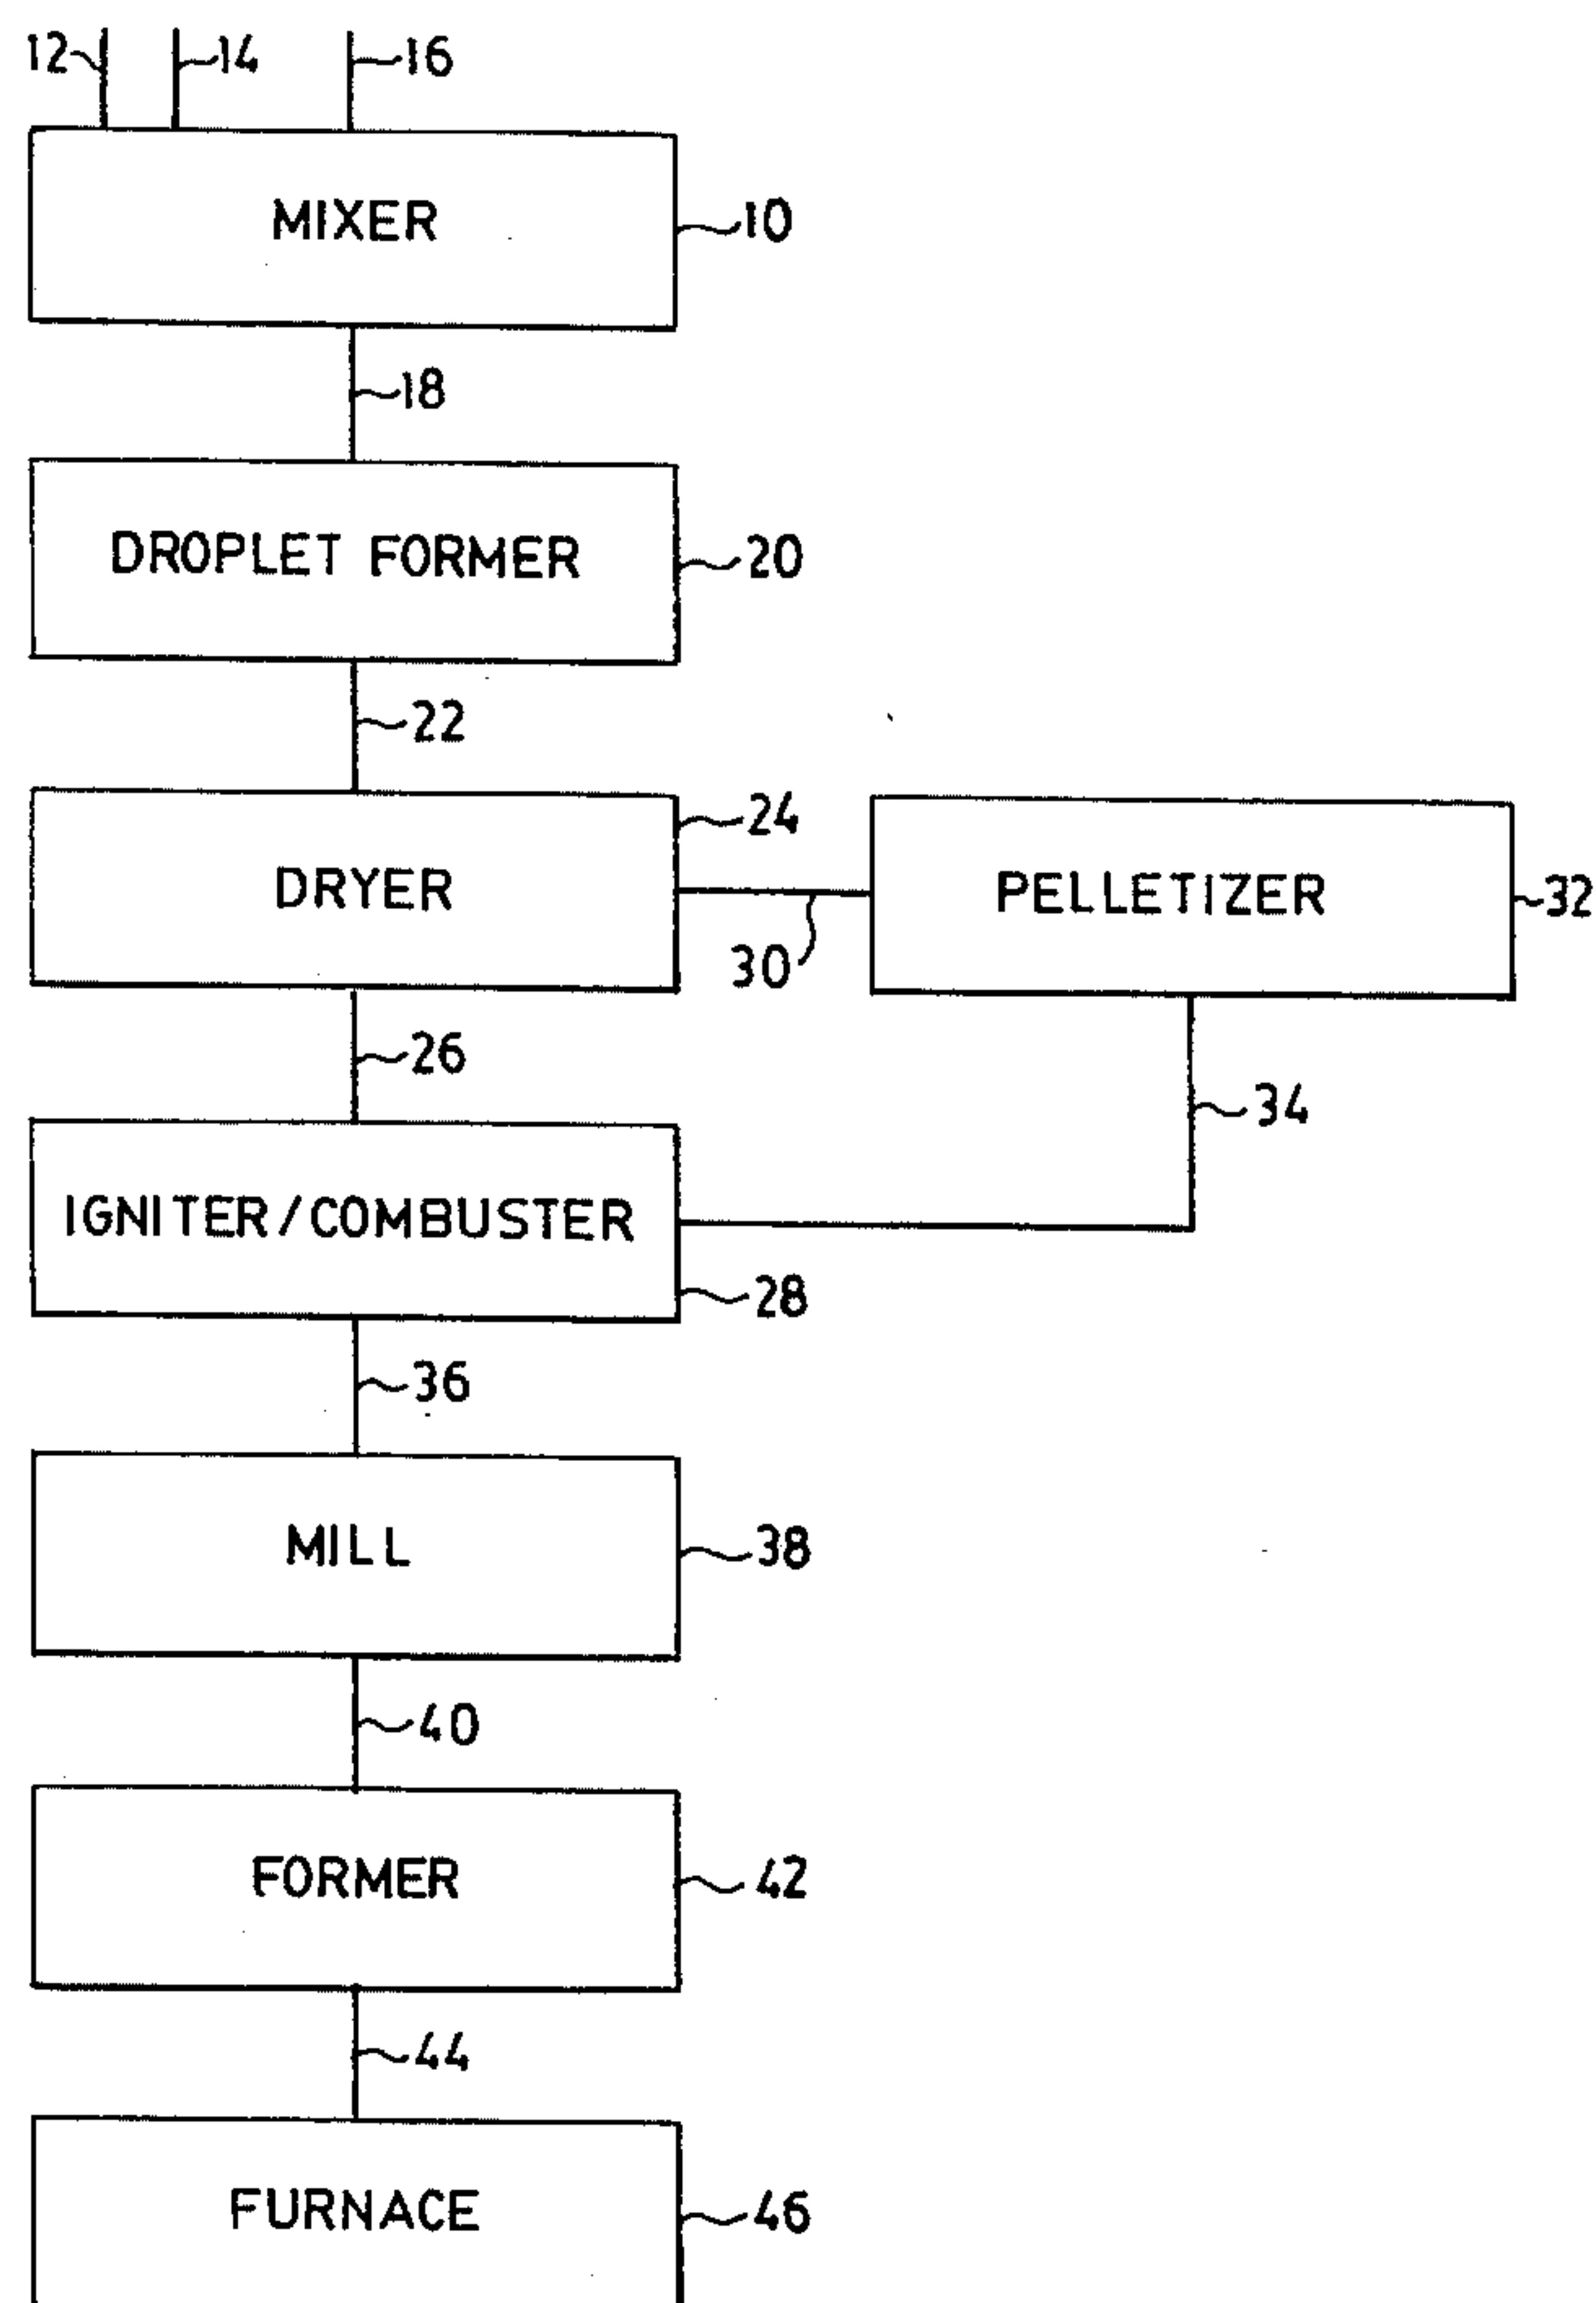 12 14 16
MIXER 10
18
DROPLET FORMER 20
22
24
DRYER PELLETIZER 32
30
26
34
IGNITER/COMBUSTER
28
36
MILL 38
40
FORMER 42
44
FURNACE 46